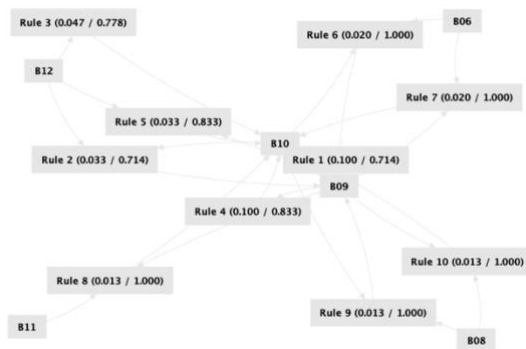 Rule 3 (0.047 / 0.778)
B06
Rule 6 (0.020 / 1.000)
B12
Rule 7 (0.020 / 1.000)
Rule 5 (0.033 / 0.833)
B10
Rule 2 (0.033 / 0.714)
Rule 1 (0.100 / 0.714)
B09
Rule 4 (0.100 / 0.833)
Rule 10 (0.013 / 1.000)
Rule 8 (0.013 / 1.000)
Rule 9 (0.013 / 1.000)
B11
B08